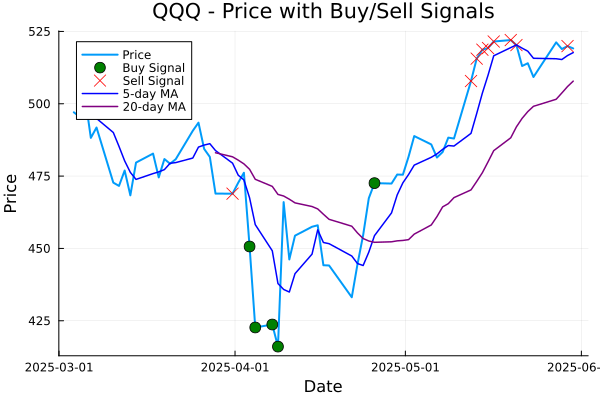 QQQ - Price with Buy/Sell Signals
Price
Buy Signal
Sell Signal
5-day MA
20-day MA
525
500
475
450
425
Price
2025-03-01 2025-04-01 2025-05-01 2025-06-
Date